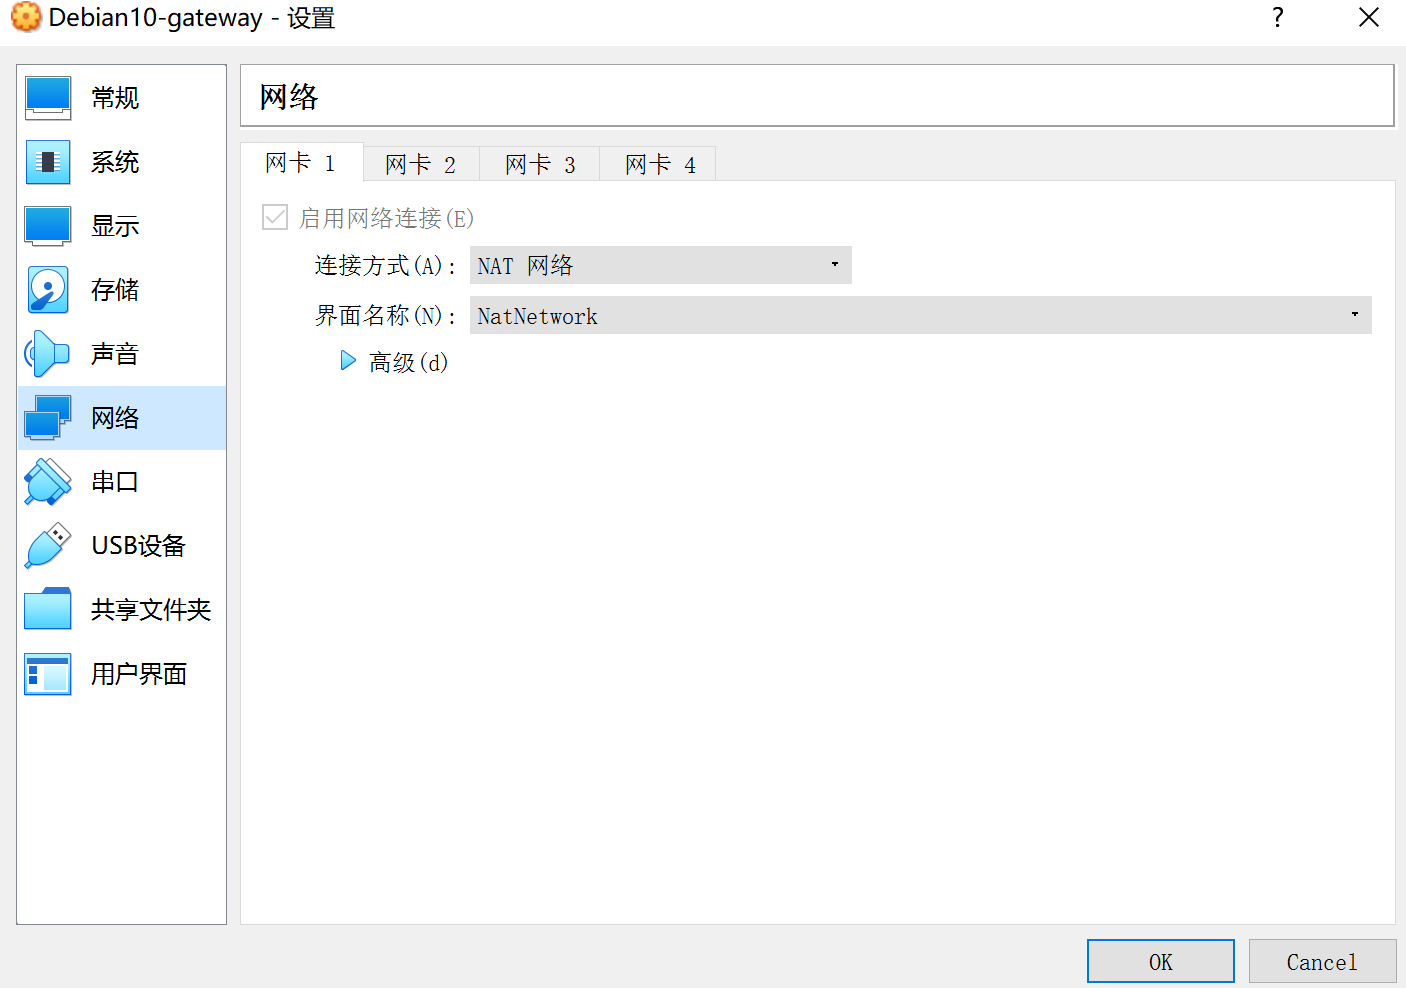 Debian10-gateway - 设置
?
常规
系统
显示
存储
声音
网络
串口
USB设备
共享文件夹
用户界面
网络
网卡 1
网卡 2
网卡 3
网卡 4
启用网络连接(E)
连接方式(A): NAT 网络
界面名称(N): NatNetwork
高级(d)
OK
Cancel